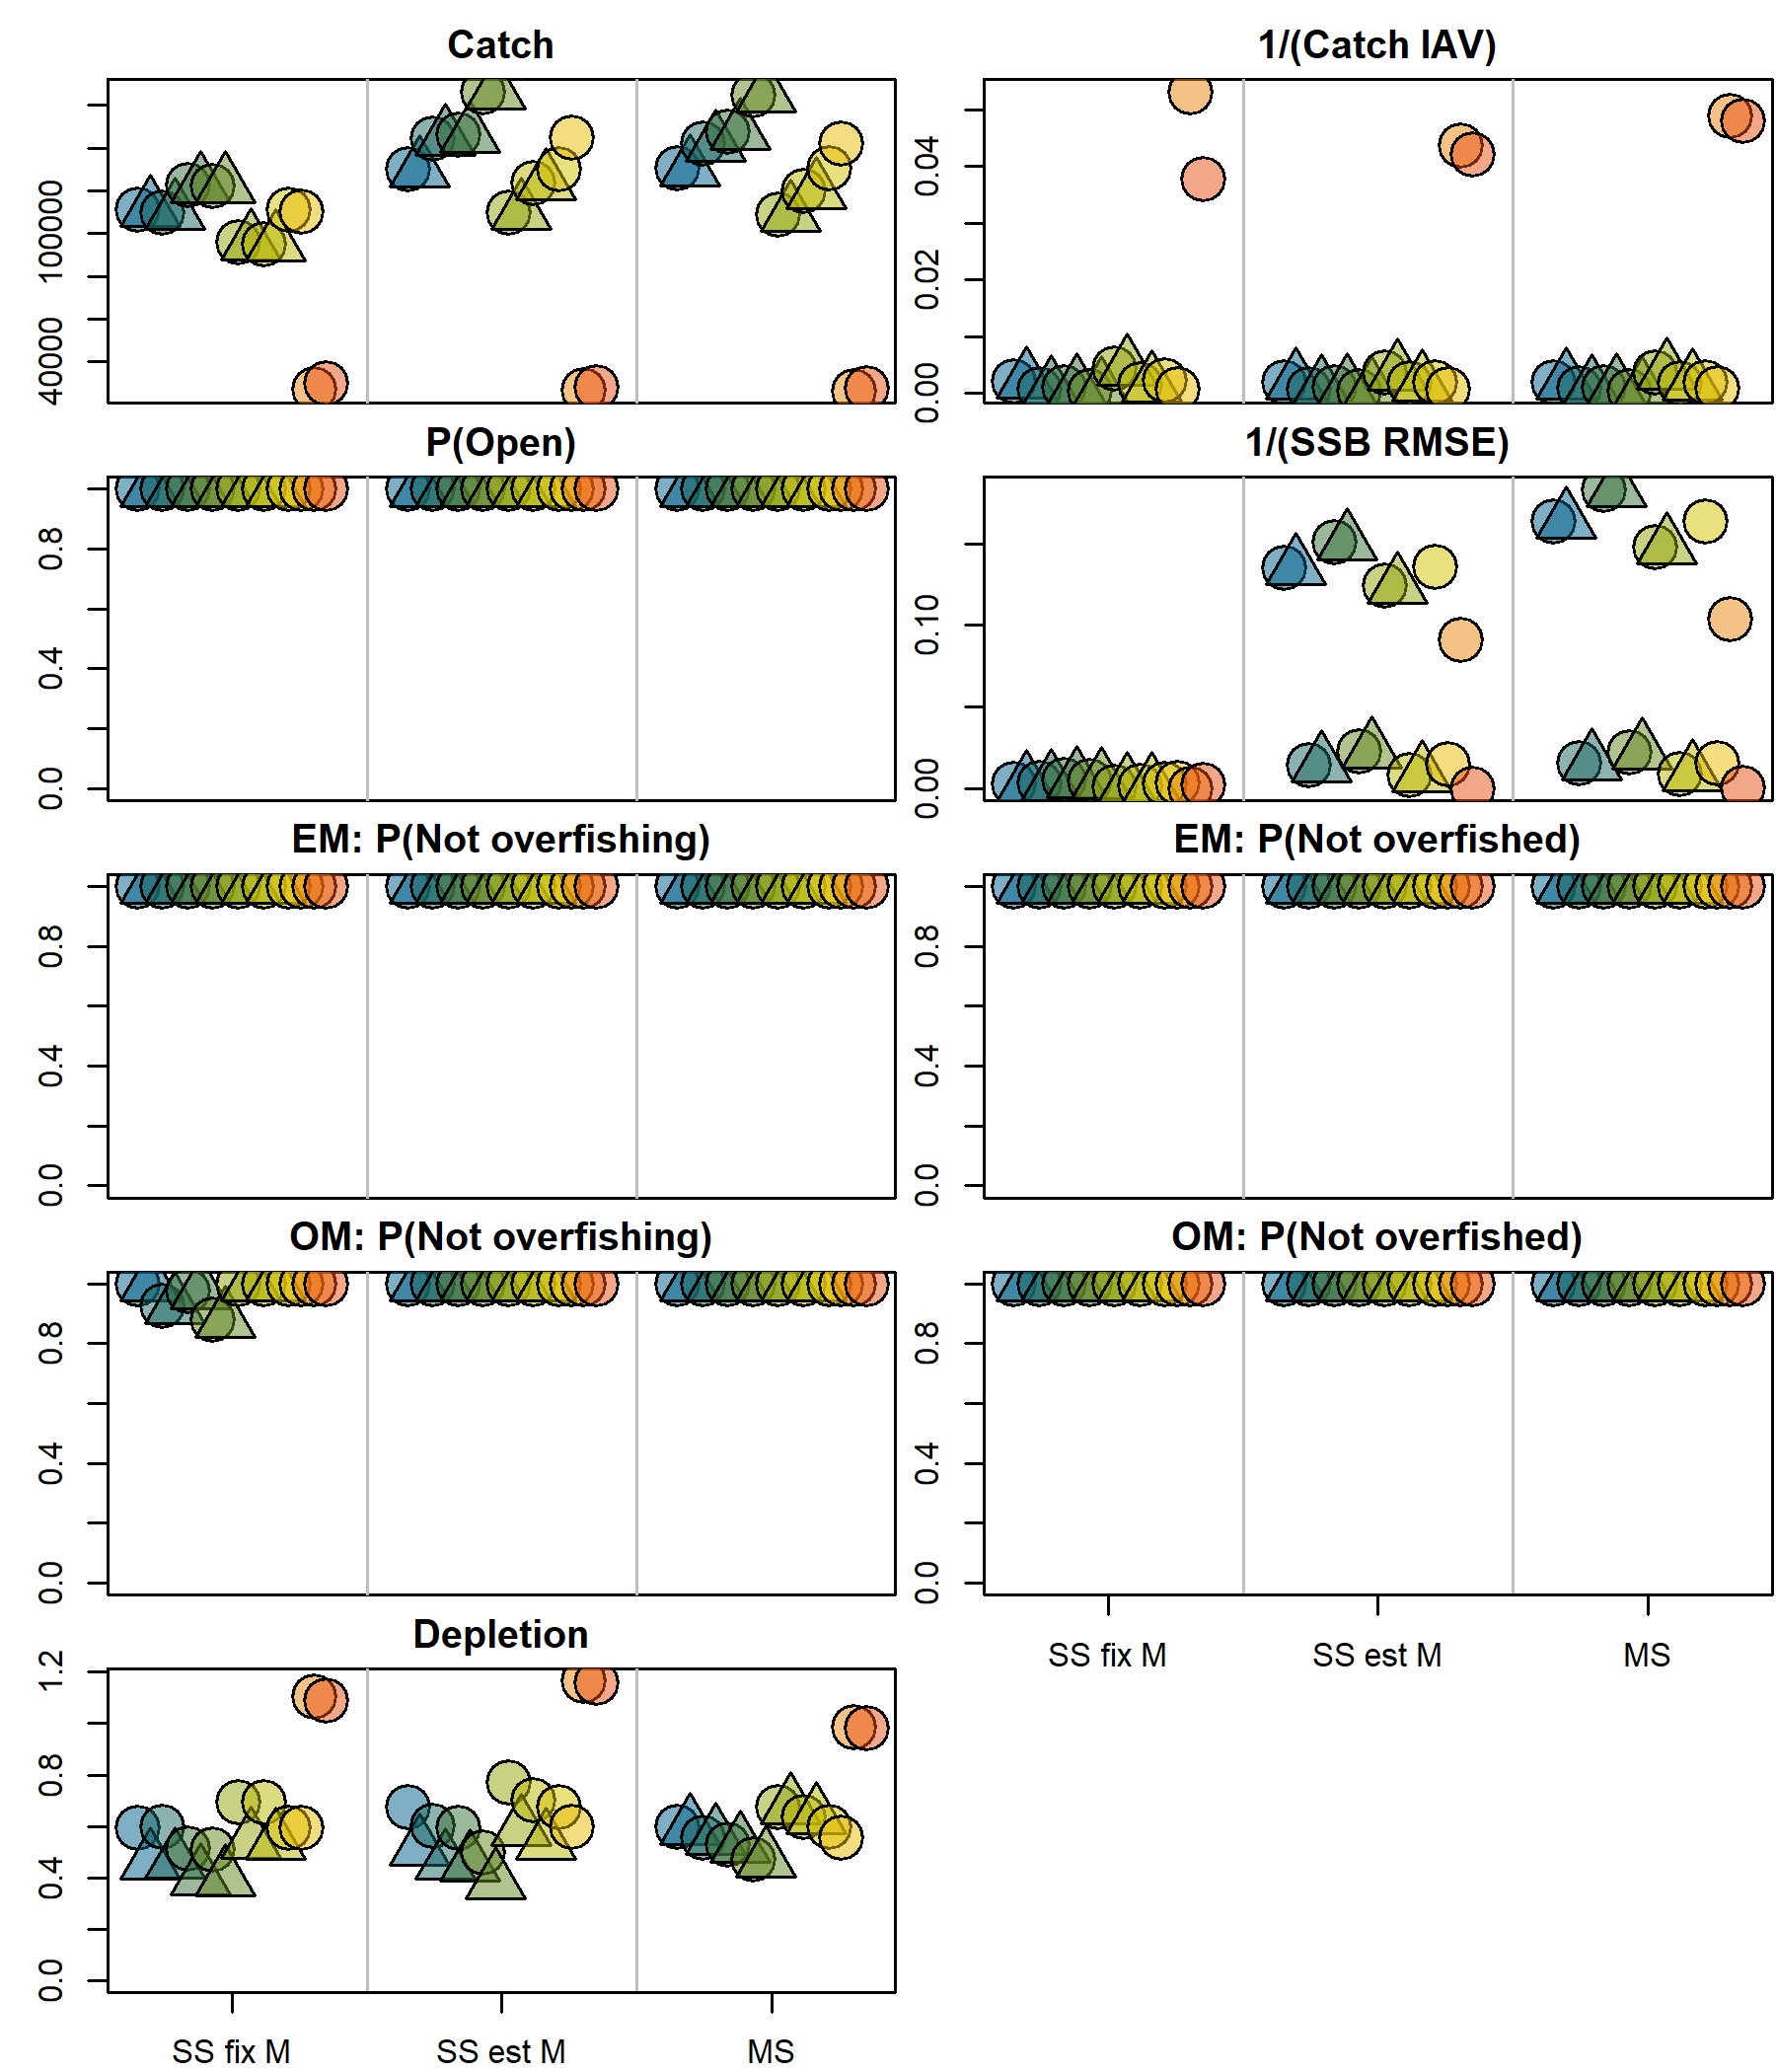 Catch
1/(Catch IAV)
100000
40000
0.04
0.02
0.00
P(Open)
1/(SSB RMSE)
0.8
0.4
0.0
0.10
0.00
EM: P(Not overfishing)
EM: P(Not overfished)
0.8
0.4
0.0
0.8
0.4
0.0
OM: P(Not overfishing)
OM: P(Not overfished)
0.8
0.4
0.0
0.8
0.4
0.0
SS fix M
SS est M
MS
Depletion
1.2
0.8
0.4
0.0
SS fix M
SS est M
MS